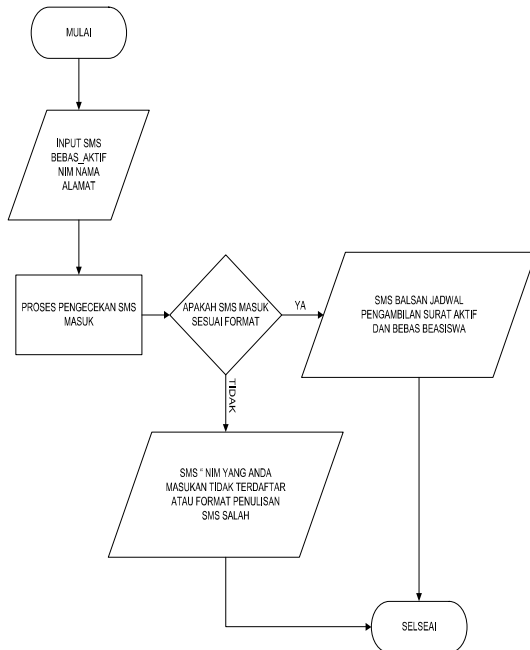 MULAI
INPUT SMS
BEBAS_AKTIF
NIM NAMA
ALAMAT
PROSES PENGECEKAN SMS
MASUK
APAKAH SMS MASUK
SESUAI FORMAT
YA
SMS BALSAN JADWAL
PENGAMBILAN SURAT AKTIF
DAN BEBAS BEASISWA
TIDAK
SMS “ NIM YANG ANDA
MASUKAN TIDAK TERDAFTAR
ATAU FORMAT PENULISAN
SMS SALAH
SELSEAI